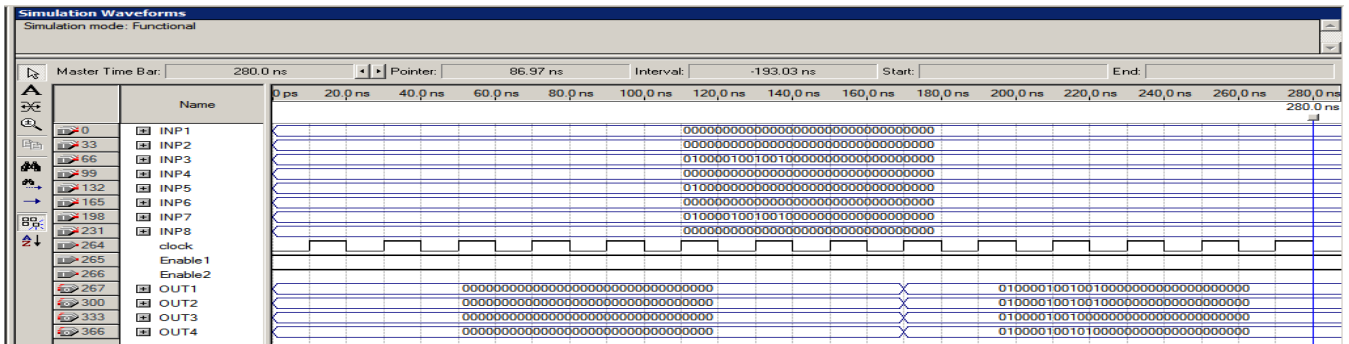 Simulation Waveforms
Simulation mode: Functional
Master Time Bar: 280.0 ns Pointer: 86.97 ns Interval: -193.03 ns Start: End:
Name 0 ps 20.0 ns 40.0 ns 60.0 ns 80.0 ns 100.0 ns 120.0 ns 140.0 ns 160.0 ns 180.0 ns 200.0 ns 220.0 ns 240.0 ns 260.0 ns 280.0 ns
280.0 ns
0 INP1 00000000000000000000000000000000
33 INP2 00000000000000000000000000000000
66 INP3 01000010010010000000000000000000
99 INP4 00000000000000000000000000000000
132 INP5 01000000000000000000000000000000
165 INP6 00000000000000000000000000000000
198 INP7 01000010010010000000000000000000
231 INP8 00000000000000000000000000000000
264 clock
265 Enable1
266 Enable2
267 OUT1 00000000000000000000000000000000 01000010010010000000000000000000
300 OUT2 00000000000000000000000000000000 01000010010010000000000000000000
333 OUT3 00000000000000000000000000000000 01000010010000000000000000000000
366 OUT4 00000000000000000000000000000000 01000010010100000000000000000000